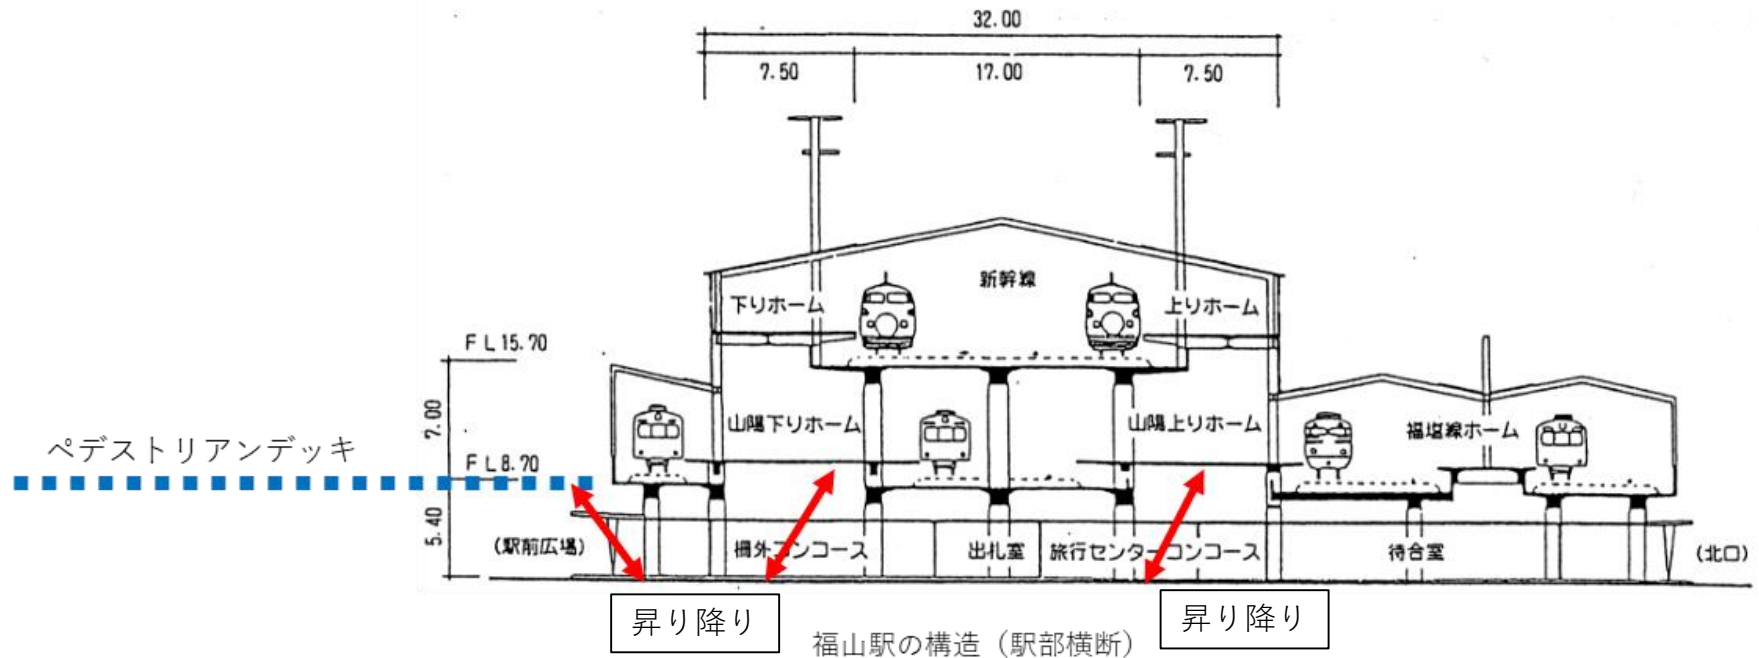 32.00
7.50 17.00 7.50
新幹線
下りホーム 上りホーム
FL15.70
7.00
山陽下りホーム 山陽上りホーム 福塩線ホーム
ペデストリアンデッキ
FL8.70
5.40
(駅前広場) 柵外コンコース 出札室 旅行センターコンコース 待合室 (北口)
昇り降り 昇り降り
福山駅の構造（駅部横断）